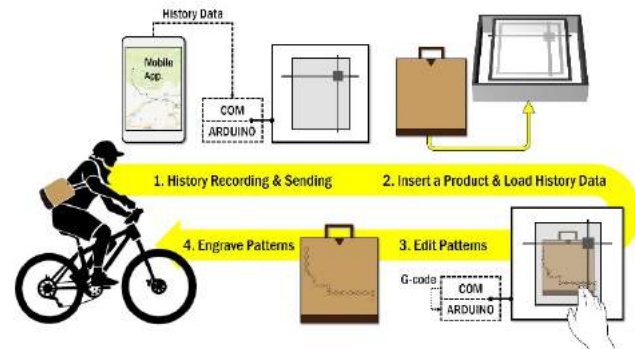 History Data
Mobile
App.
COM
ARDUINO
1. History Recording & Sending
2. Insert a Product & Load History Data
4. Engrave Patterns
3. Edit Patterns
G-code
COM
ARDUINO